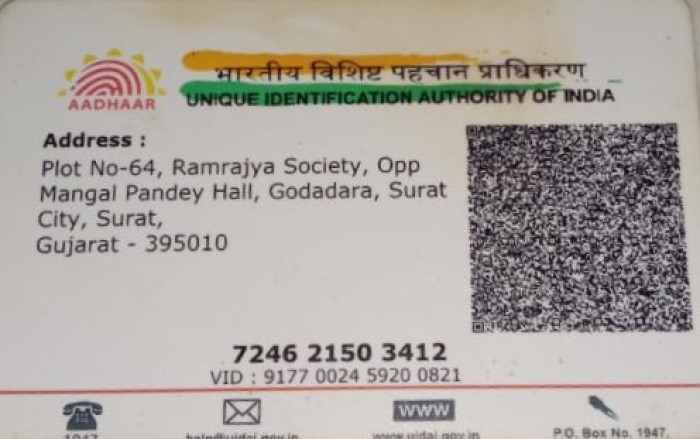 भारतीय विशिष्ट पहचान प्राधिकरण
AADHAAR
UNIQUE IDENTIFICATION AUTHORITY OF INDIA
Address :
Plot No-64, Ramrajya Society, Opp
Mangal Pandey Hall, Godadara, Surat
City, Surat,
Gujarat - 395010
7246 2150 3412
VID : 9177 0024 5920 0821
WWW
1947
help@uidai.gov.in
www.uidai.gov.in
P.O. Box No. 1947,